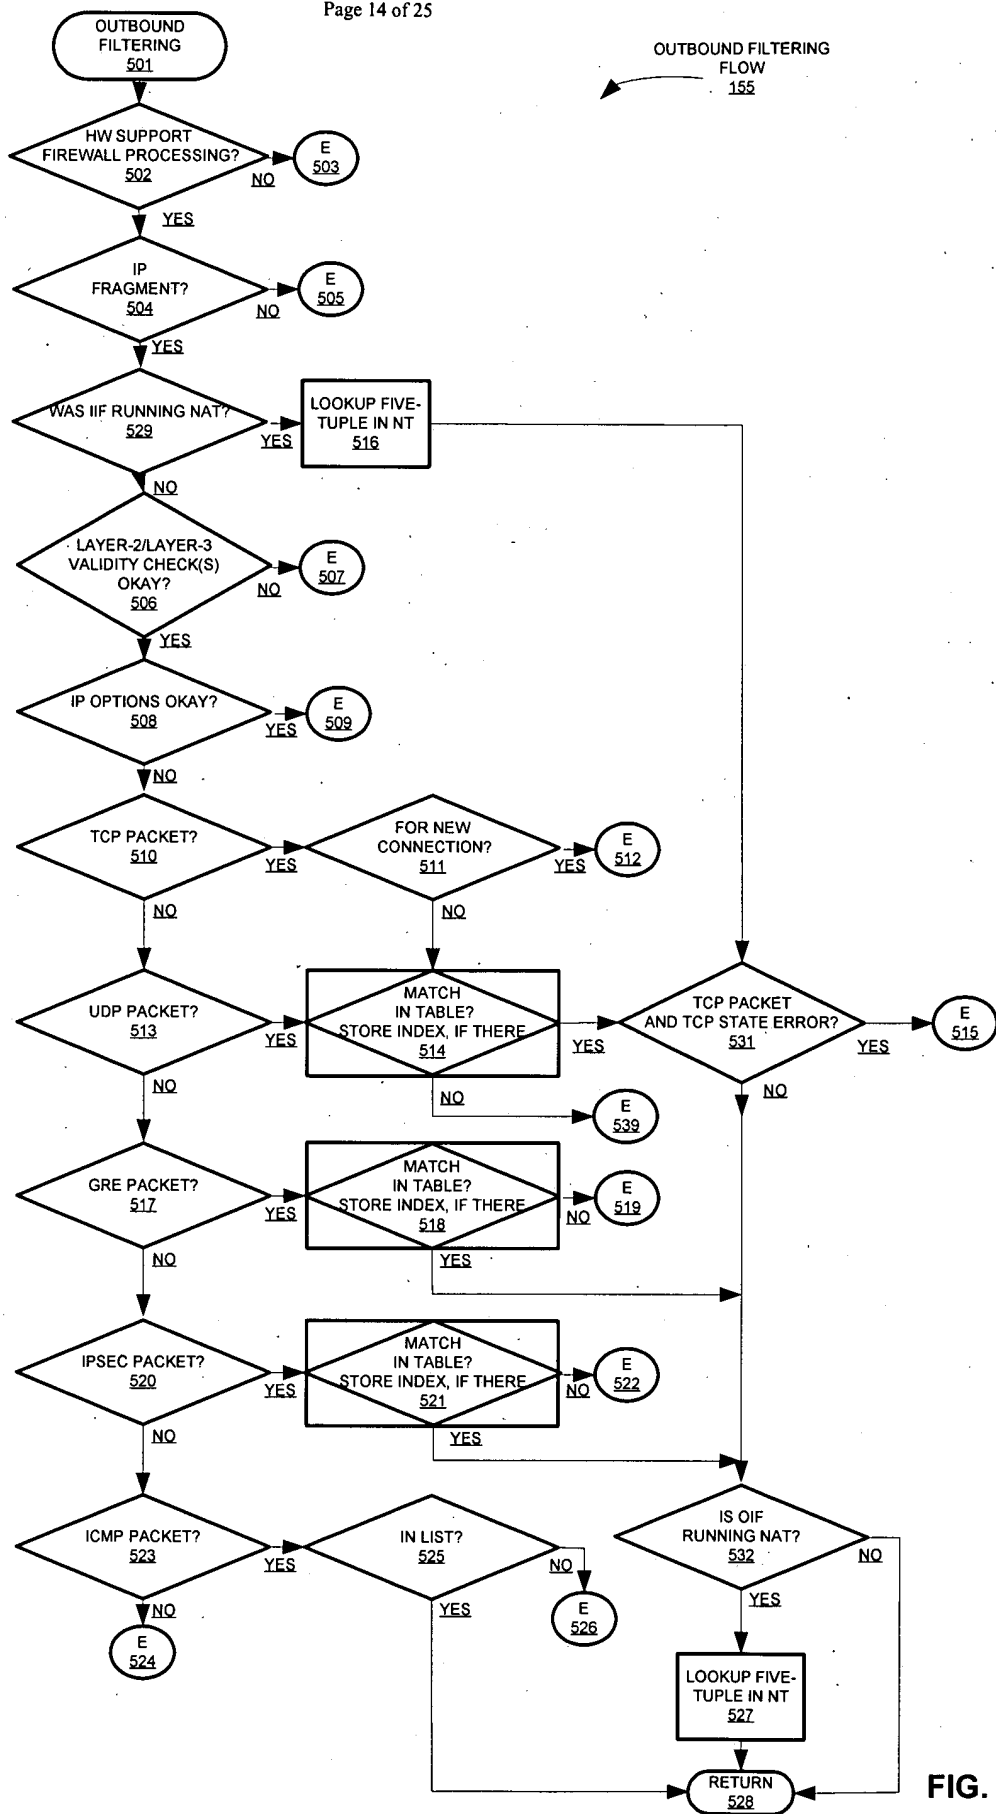 Page 14 of 25
OUTBOUND
FILTERING
501
OUTBOUND FILTERING
FLOW
155
HW SUPPORT
FIREWALL PROCESSING?
502
NO
E
503
YES
IP
FRAGMENT?
504
NO
E
505
YES
WAS IIF RUNNING NAT?
529
YES
LOOKUP FIVE-
TUPLE IN NT
516
NO
LAYER-2/LAYER-3
VALIDITY CHECK(S)
OKAY?
506
NO
E
507
YES
IP OPTIONS OKAY?
508
YES
E
509
NO
TCP PACKET?
510
YES
FOR NEW
CONNECTION?
511
YES
E
512
NO
NO
UDP PACKET?
513
YES
MATCH
IN TABLE?
STORE INDEX, IF THERE
514
YES
TCP PACKET
AND TCP STATE ERROR?
531
YES
E
515
NO
NO
NO
E
539
GRE PACKET?
517
YES
MATCH
IN TABLE?
STORE INDEX, IF THERE
518
NO
E
519
NO
YES
IPSEC PACKET?
520
YES
MATCH
IN TABLE?
STORE INDEX, IF THERE
521
NO
E
522
NO
YES
ICMP PACKET?
523
YES
IN LIST?
525
NO
E
526
IS OIF
RUNNING NAT?
532
NO
NO
E
524
YES
YES
LOOKUP FIVE-
TUPLE IN NT
527
RETURN
528
FIG.